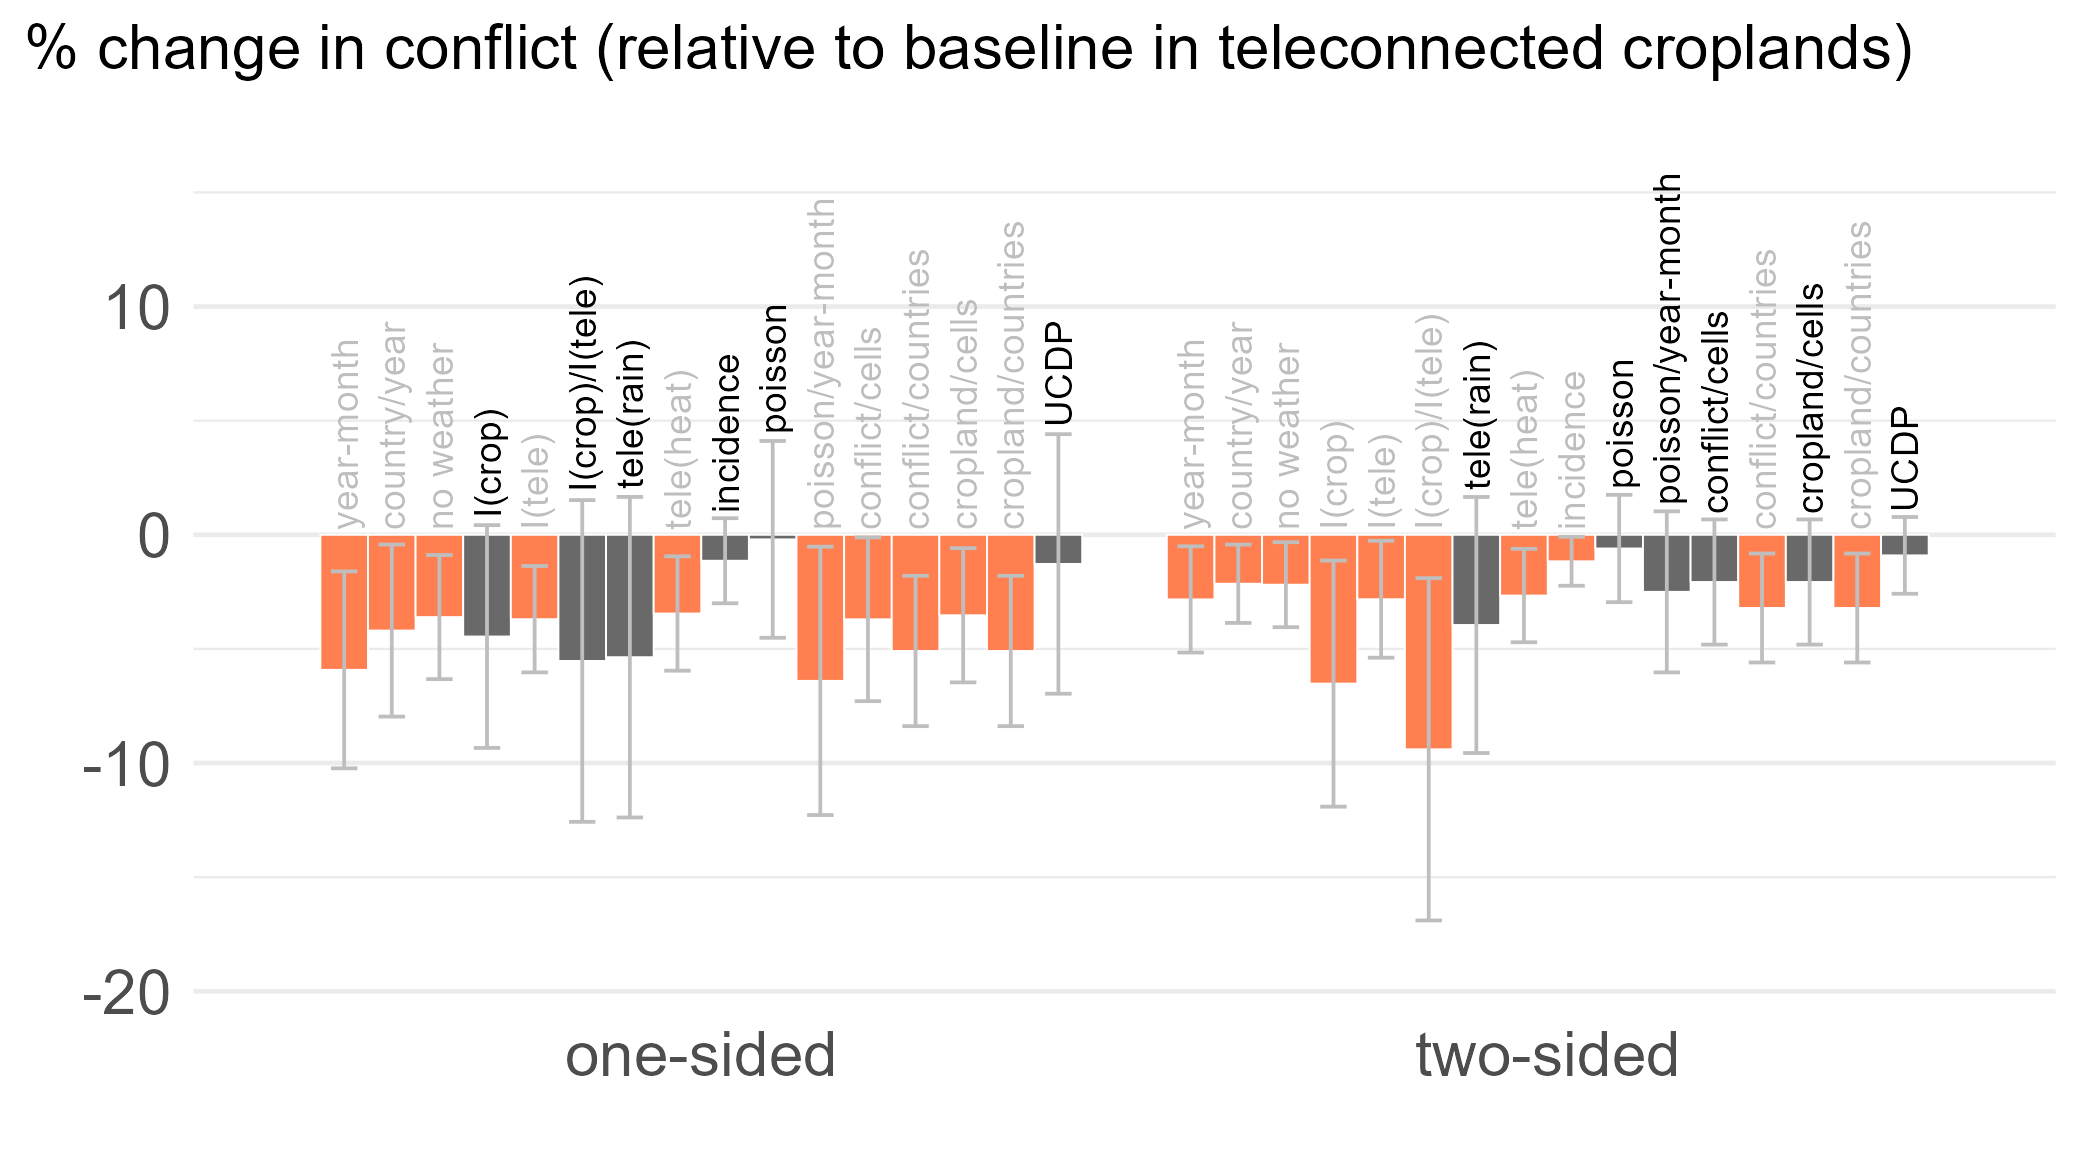 % change in conflict (relative to baseline in teleconnected croplands)
10
0
-10
-20
year-month
country/year
no weather
I(crop)
I(tele)
I(crop)/I(tele)
tele(rain)
tele(heat)
incidence
poisson
poisson/year-month
conflict/cells
conflict/countries
cropland/cells
cropland/countries
UCDP
year-month
country/year
no weather
I(crop)
I(tele)
I(crop)/I(tele)
tele(rain)
tele(heat)
incidence
poisson
poisson/year-month
conflict/cells
conflict/countries
cropland/cells
cropland/countries
UCDP
one-sided
two-sided